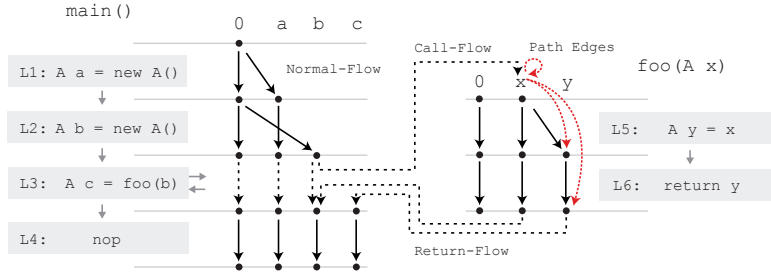 main()
0 a b c
L1: A a = new A()
Normal-Flow
L2: A b = new A()
L3: A c = foo(b)
L4: nop
Call-Flow
Path Edges
foo(A x)
0 x y
L5: A y = x
L6: return y
Return-Flow